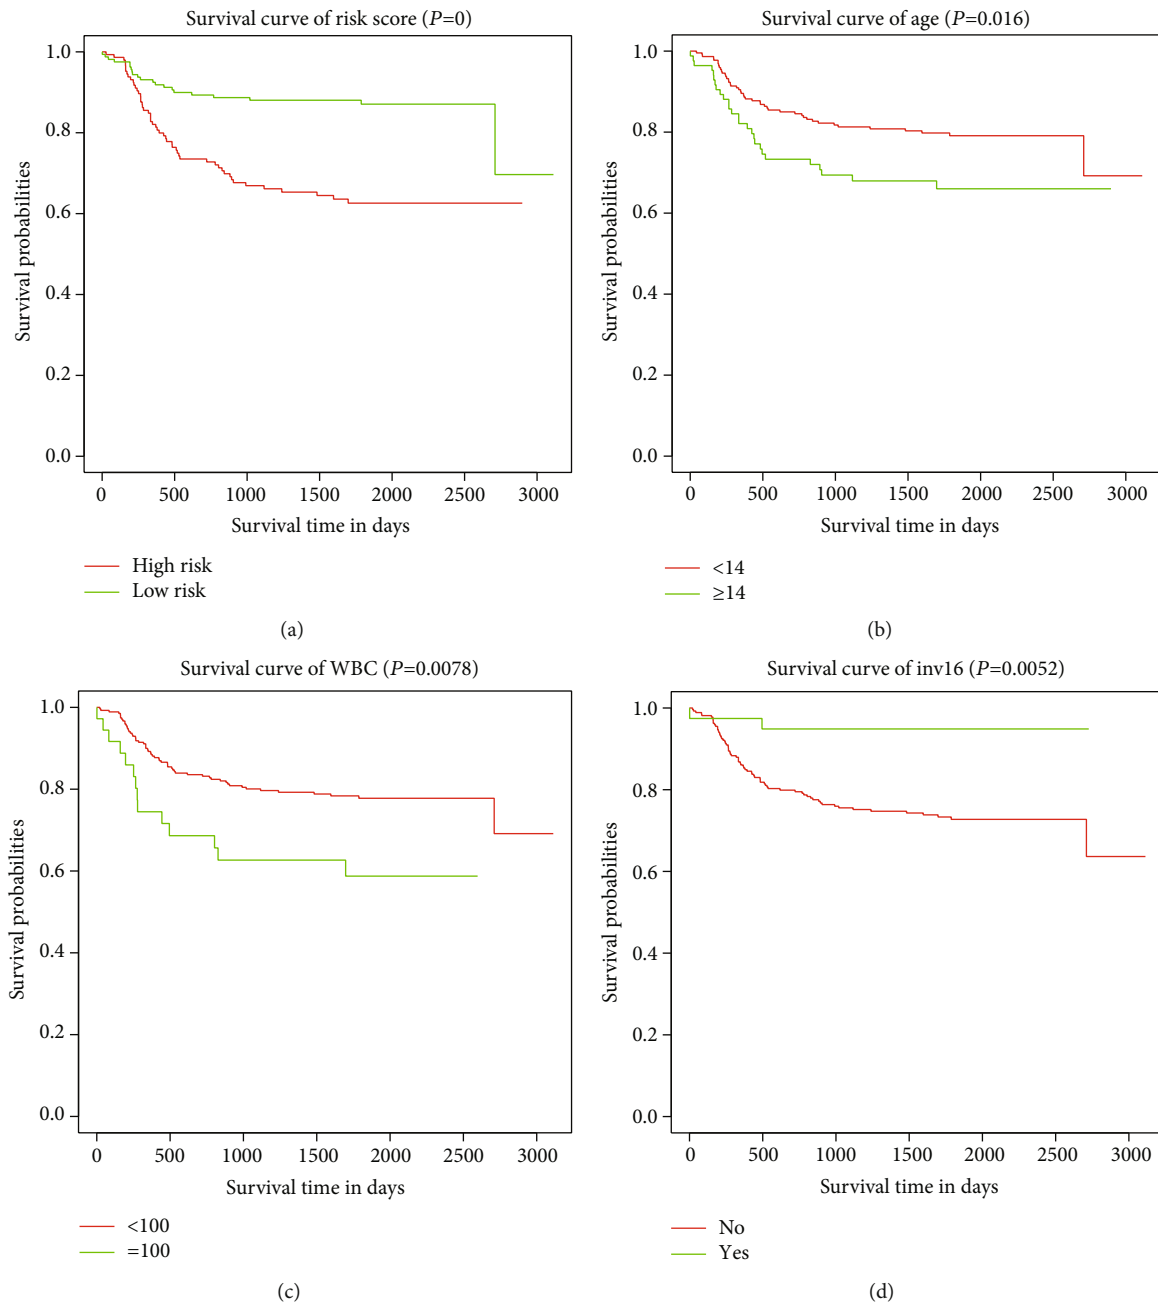 Survival curve of risk score (P=0)
1.0
0.8
0.6
0.4
0.2
0.0
Survival probabilities
0 500 1000 1500 2000 2500 3000
Survival time in days
High risk
Low risk
(a)
Survival curve of age (P=0.016)
1.0
0.8
0.6
0.4
0.2
0.0
Survival probabilities
0 500 1000 1500 2000 2500 3000
Survival time in days
<14
≥14
(b)
Survival curve of WBC (P=0.0078)
1.0
0.8
0.6
0.4
0.2
0.0
Survival probabilities
0 500 1000 1500 2000 2500 3000
Survival time in days
<100
=100
(c)
Survival curve of inv16 (P=0.0052)
1.0
0.8
0.6
0.4
0.2
0.0
Survival probabilities
0 500 1000 1500 2000 2500 3000
Survival time in days
No
Yes
(d)